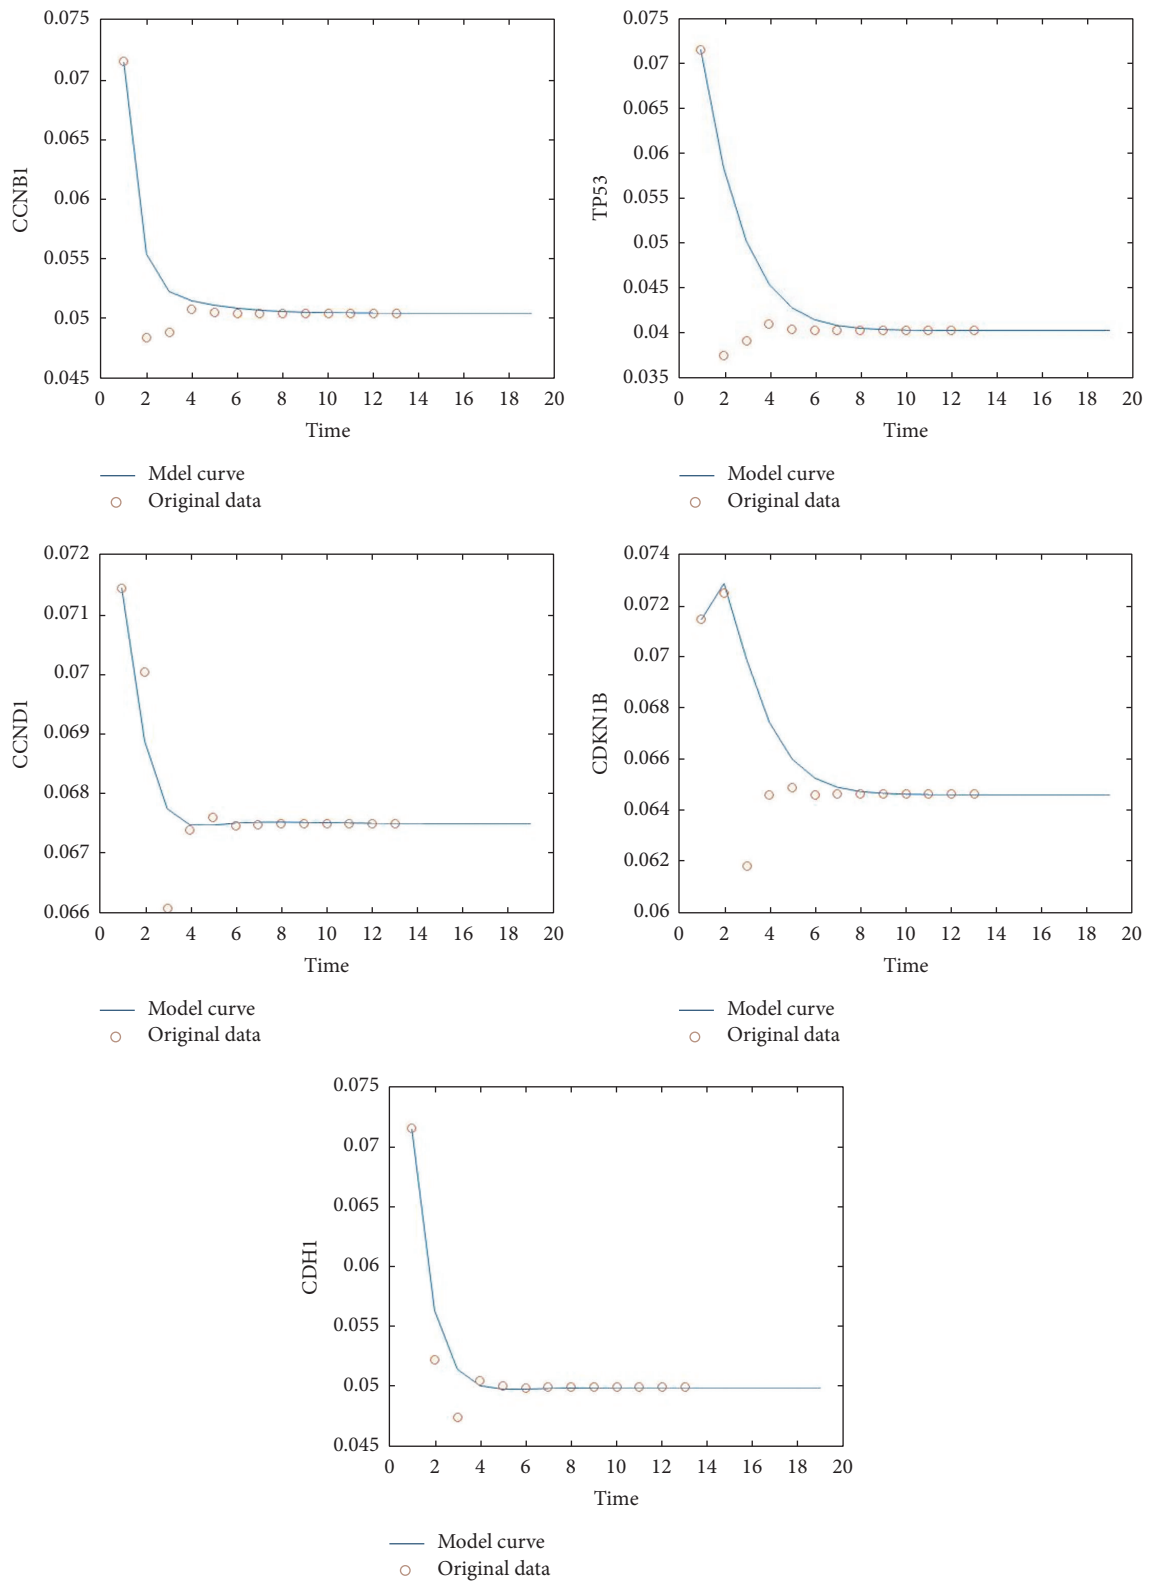 0.075
0.07
0.065
0.06
0.055
0.05
0.045
CCNB1
0 2 4 6 8 10 12 14 16 18 20
Time
Mdel curve
Original data
0.075
0.07
0.065
0.06
0.055
0.05
0.045
0.04
0.035
TP53
0 2 4 6 8 10 12 14 16 18 20
Time
Model curve
Original data
0.072
0.071
0.07
0.069
0.068
0.067
0.066
CCND1
0 2 4 6 8 10 12 14 16 18 20
Time
Model curve
Original data
0.074
0.072
0.07
0.068
0.066
0.064
0.062
0.06
CDKN1B
0 2 4 6 8 10 12 14 16 18 20
Time
Model curve
Original data
0.075
0.07
0.065
0.06
0.055
0.05
0.045
CDH1
0 2 4 6 8 10 12 14 16 18 20
Time
Model curve
Original data